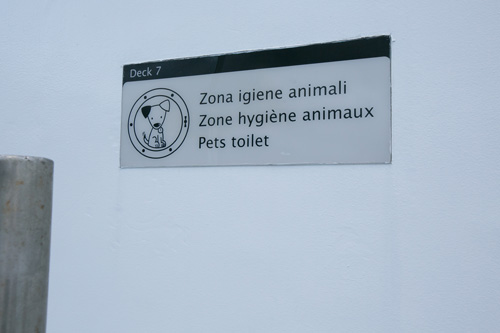 Deck 7
Zona igiene animali
Zone hygiène animaux
Pets toilet